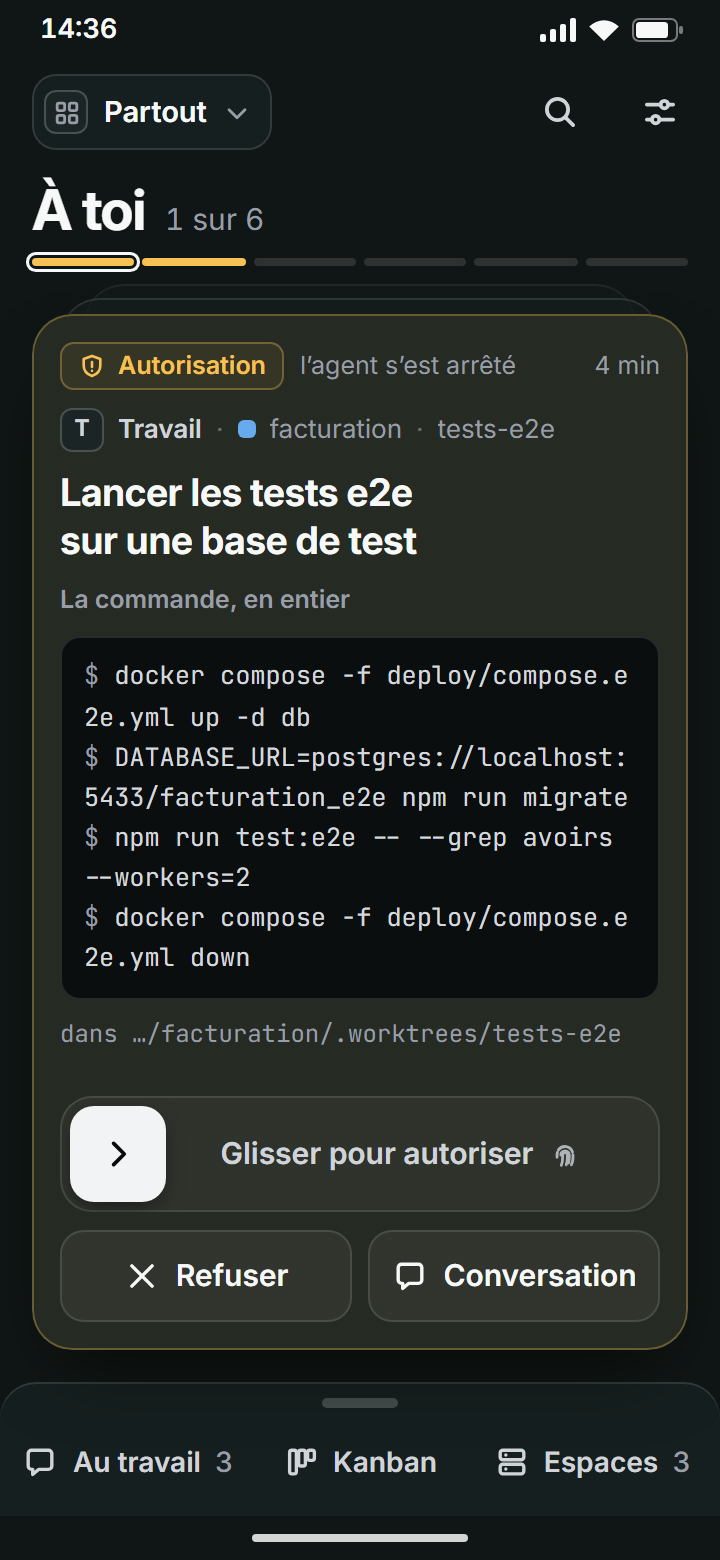 14:36
Partout
À toi 1 sur 6
Autorisation l’agent s’est arrêté 4 min
T Travail · facturation · tests-e2e
Lancer les tests e2e
sur une base de test
La commande, en entier
$ docker compose -f deploy/compose.e
2e.yml up -d db
$ DATABASE_URL=postgres://localhost:
5433/facturation_e2e npm run migrate
$ npm run test:e2e -- --grep avoirs
--workers=2
$ docker compose -f deploy/compose.e
2e.yml down
dans …/facturation/.worktrees/tests-e2e
Glisser pour autoriser
Refuser Conversation
Au travail 3 Kanban Espaces 3